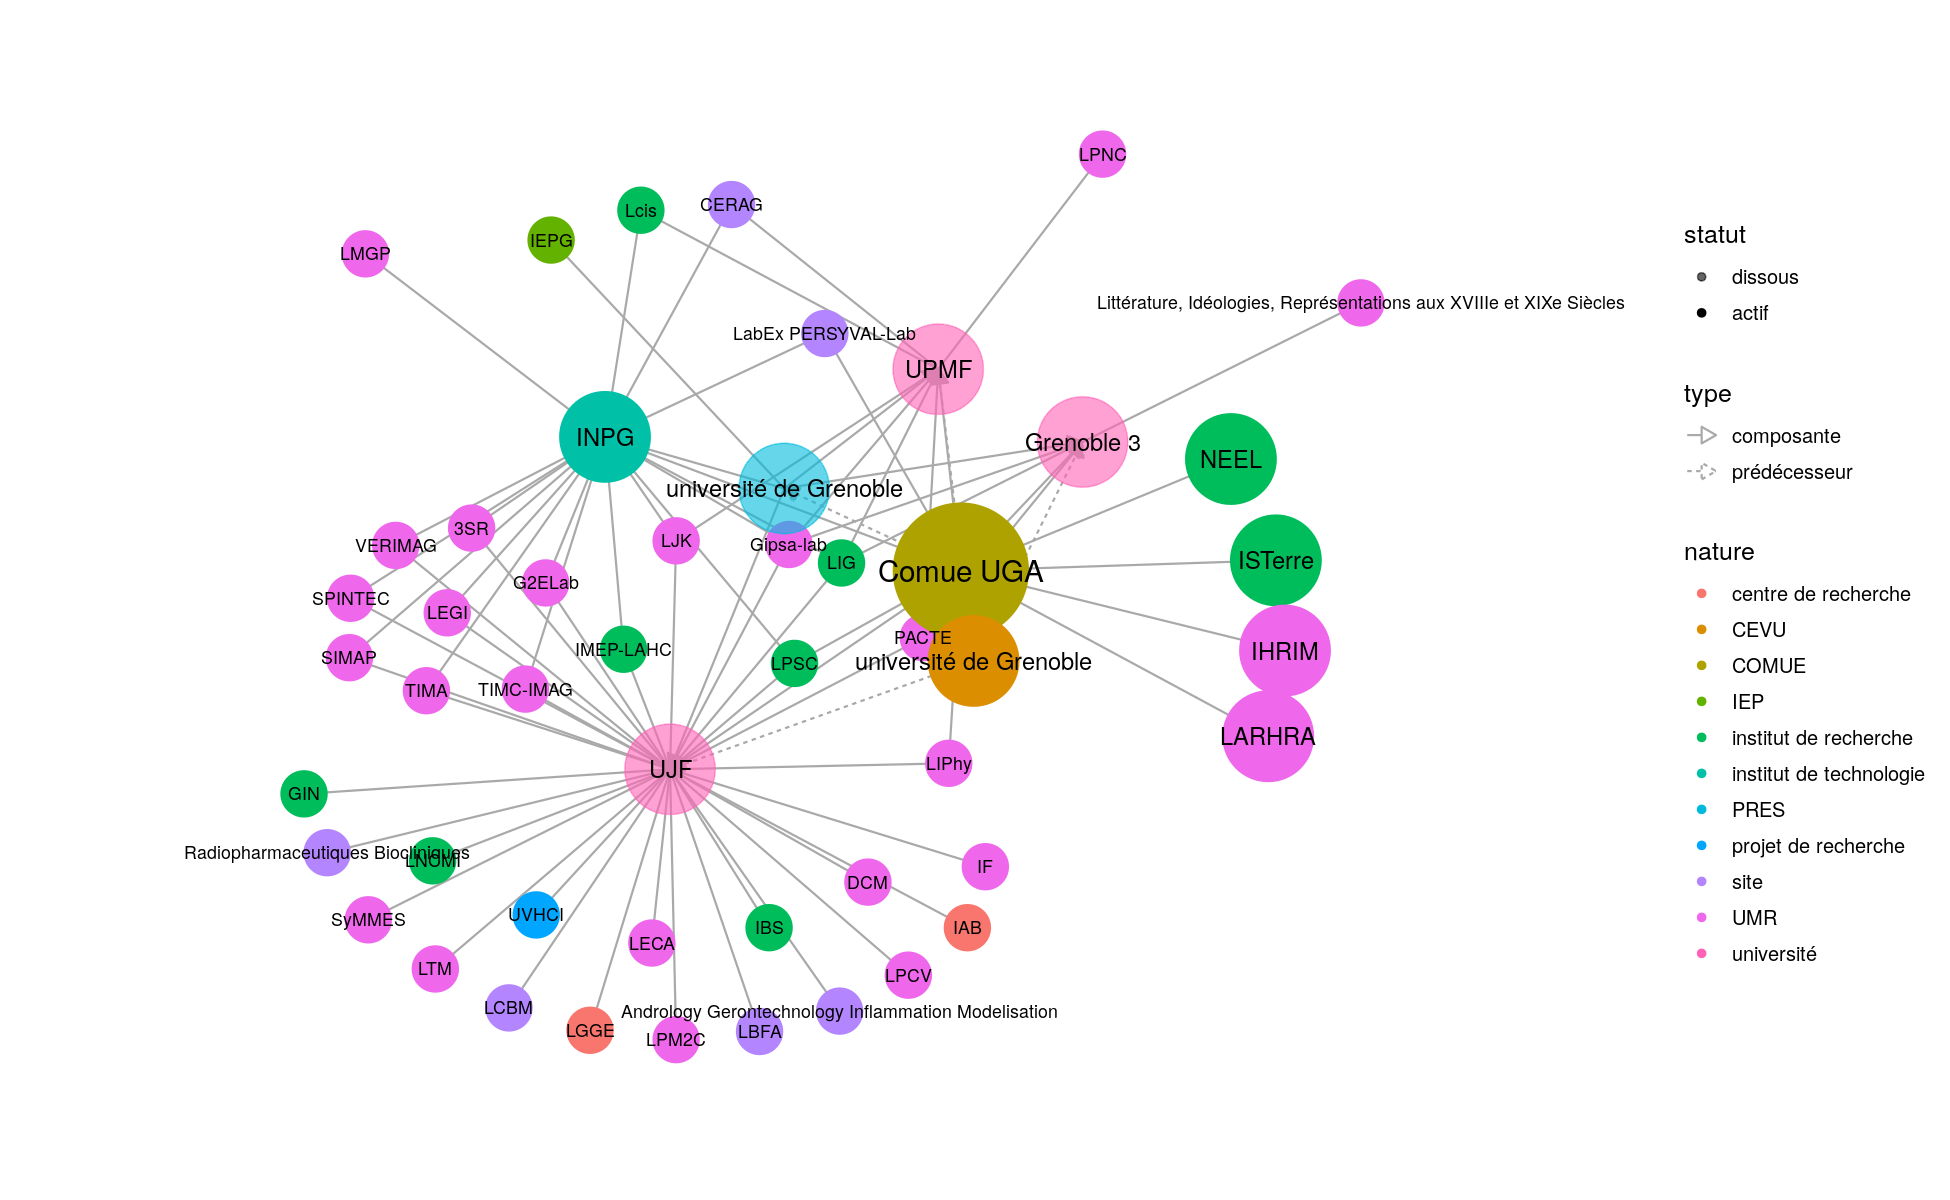 LPNC
Lcis
CERAG
IEPG
LMGP
Littérature, Idéologies, Représentations aux XVIIIe et XIXe Siècles
LabEx PERSYVAL-Lab
UPMF
INPG
Grenoble 3
NEEL
université de Grenoble
3SR
VERIMAG
LJK
Gipsa-lab
LIG
Comue UGA
ISTerre
G2ELab
SPINTEC
LEGI
PACTE
IMEP-LAHC
IHRIM
SIMAP
LPSC
université de Grenoble
TIMA
TIMC-IMAG
LARHRA
LIPhy
UJF
GIN
Radiopharmaceutiques Biocliniques
LNCMI
IF
DCM
SyMMES
UVHCI
IBS
IAB
LECA
LTM
LPCV
LCBM
Andrology Gerontechnology Inflammation Modelisation
LGGE
LBFA
LPM2C
statut
dissous
actif
type
composante
prédécesseur
nature
centre de recherche
CEVU
COMUE
IEP
institut de recherche
institut de technologie
PRES
projet de recherche
site
UMR
université